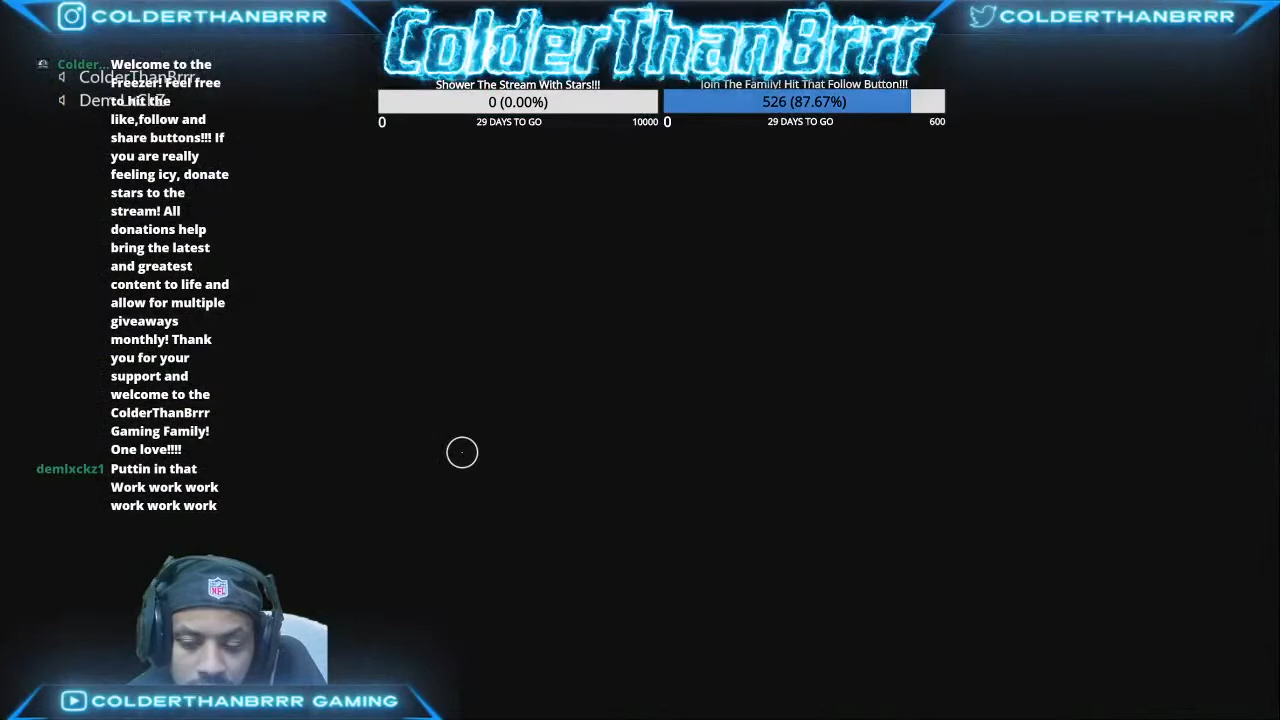 COLDERTHANBRRR
ColderThanBrrr
COLDERTHANBRRR
Shower The Stream With Stars!!!
0 (0.00%)
0 29 DAYS TO GO 10000
Join The Family! Hit That Follow Button!!!
526 (87.67%)
0 29 DAYS TO GO 600
ColderThanBrrr
Colder... Welcome to the
Freezer! Feel free
to hit the
like,follow and
share buttons!!! If
you are really
feeling icy, donate
stars to the
stream! All
donations help
bring the latest
and greatest
content to life and
allow for multiple
giveaways
monthly! Thank
you for your
support and
welcome to the
ColderThanBrrr
Gaming Family!
One love!!!!
demlxckz1 Puttin in that
Work work work
work work work
NFL
COLDERTHANBRRR GAMING